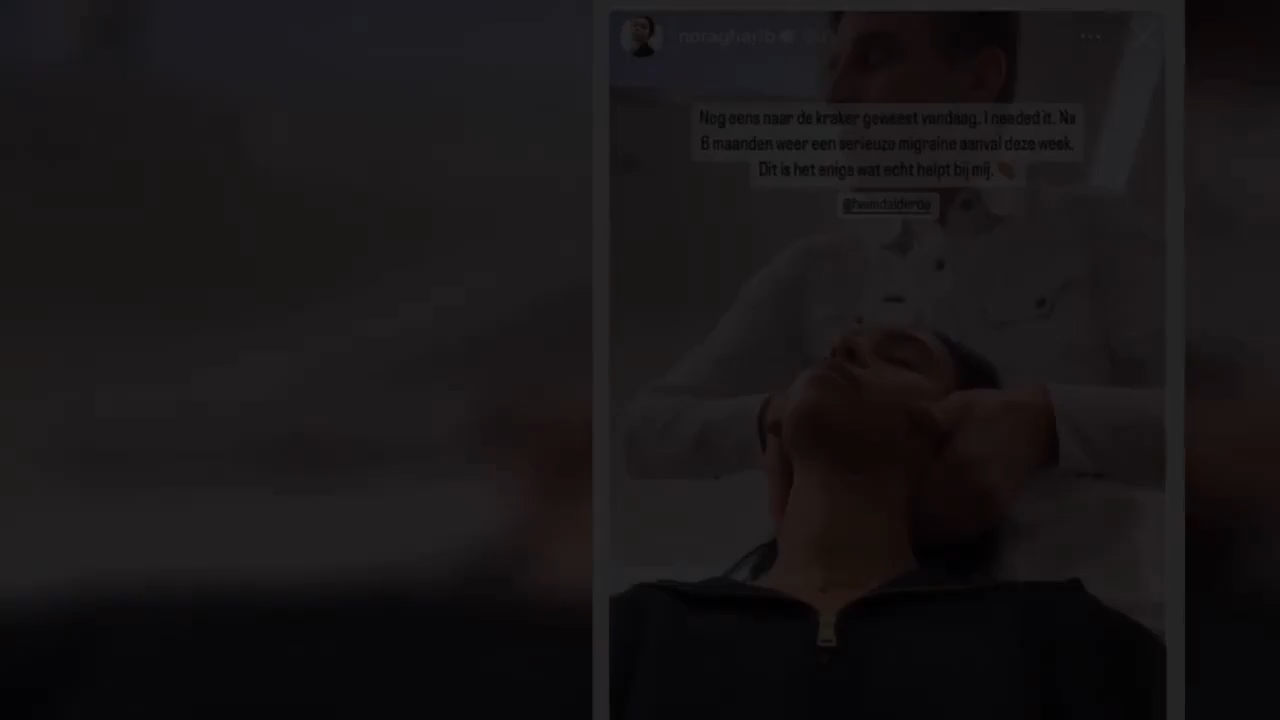 noragharib
Nog eens naar de kraker geweest vandaag. I needed it. Na
6 maanden weer een serieuze migraine aanval deze week.
Dit is het enige wat echt helpt bij mij.